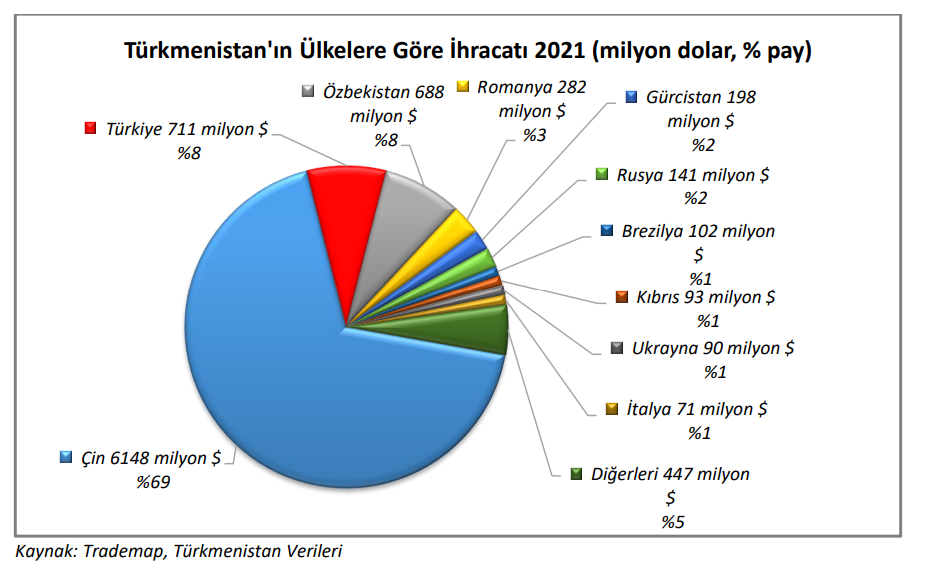 Türkmenistan'ın Ülkelere Göre İhracatı 2021 (milyon dolar, % pay)
Türkiye 711 milyon $
%8
Özbekistan 688
milyon $
%8
Romanya 282
milyon $
%3
Gürcistan 198
milyon $
%2
Rusya 141 milyon $
%2
Brezilya 102 milyon
$
%1
Kıbrıs 93 milyon $
%1
Ukrayna 90 milyon $
%1
İtalya 71 milyon $
%1
Diğerleri 447 milyon
$
%5
Çin 6148 milyon $
%69
Kaynak: Trademap, Türkmenistan Verileri